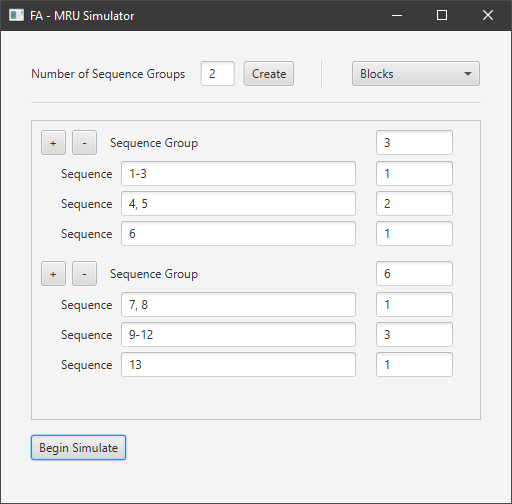 FA - MRU Simulator
Number of Sequence Groups 2 Create Blocks
+ - Sequence Group 3
Sequence 1-3 1
Sequence 4, 5 2
Sequence 6 1
+ - Sequence Group 6
Sequence 7, 8 1
Sequence 9-12 3
Sequence 13 1
Begin Simulate